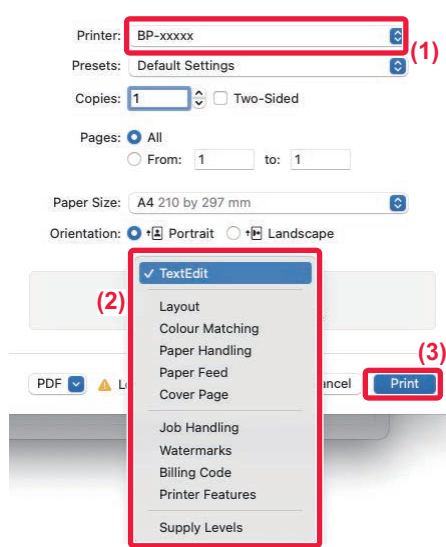 Printer: BP-xxxxx
(1)
Presets: Default Settings
Copies: 1 Two-Sided
Pages: All
From: 1 to: 1
Paper Size: A4 210 by 297 mm
Orientation: Portrait Landscape
✓ TextEdit
(2)
Layout
Colour Matching
Paper Handling
(3)
Paper Feed
PDF ancel Print
Cover Page
Job Handling
Watermarks
Billing Code
Printer Features
Supply Levels